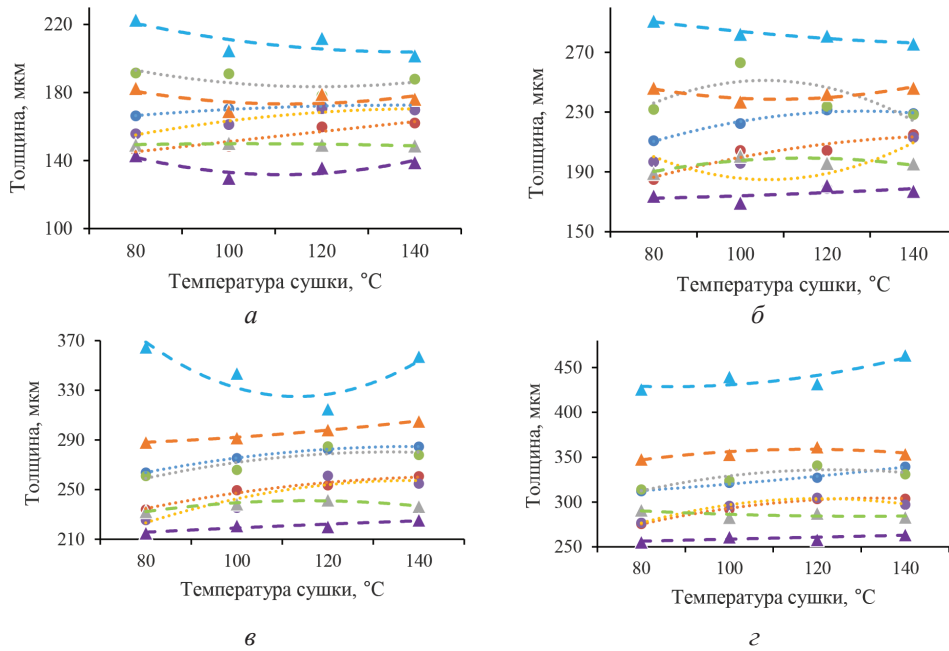 Толщина, мкм
220
180
140
100
80 100 120 140
Температура сушки, °C
а
Толщина, мкм
270
230
190
150
80 100 120 140
Температура сушки, °C
б
Толщина, мкм
370
330
290
250
210
80 100 120 140
Температура сушки, °C
в
Толщина, мкм
450
400
350
300
250
80 100 120 140
Температура сушки, °C
г